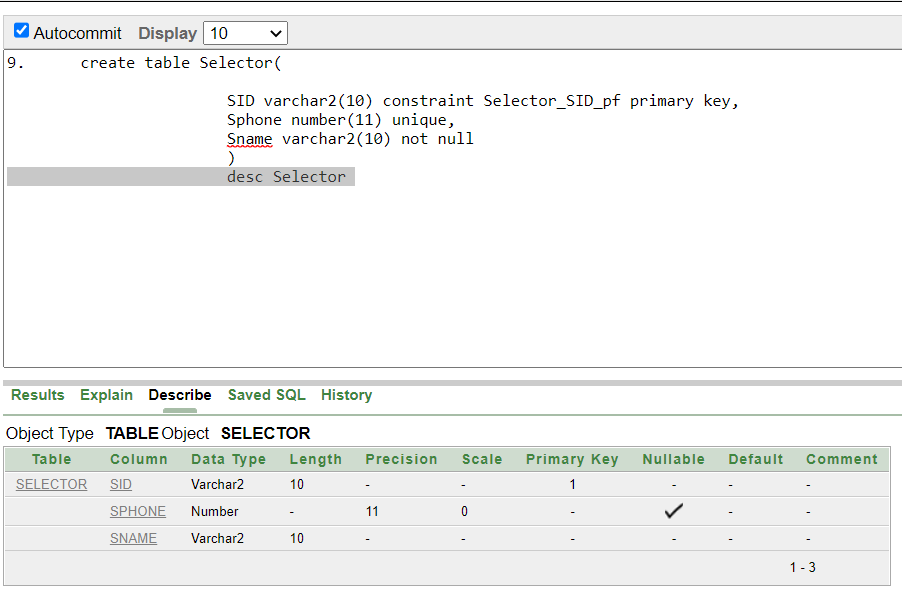 Autocommit Display 10
9. create table Selector(
SID varchar2(10) constraint Selector_SID_pf primary key,
Sphone number(11) unique,
Sname varchar2(10) not null
)
desc Selector
Results Explain Describe Saved SQL History
Object Type TABLE Object SELECTOR
Table Column Data Type Length Precision Scale Primary Key Nullable Default Comment
SELECTOR SID Varchar2 10 - - 1 - - -
SPHONE Number - 11 0 - - -
SNAME Varchar2 10 - - - - - -
1 - 3